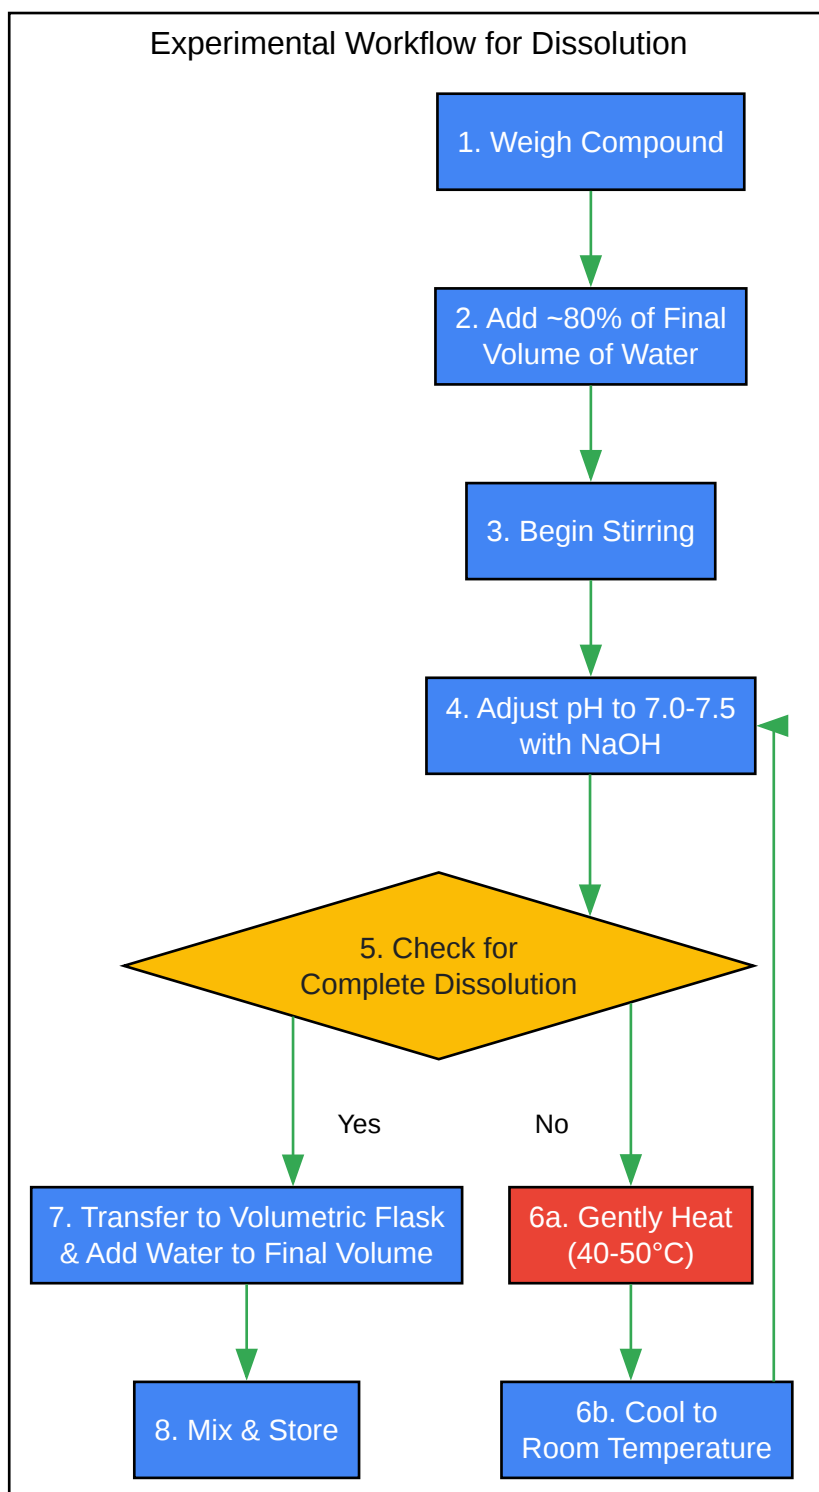 Experimental Workflow for Dissolution
1. Weigh Compound
2. Add ~80% of Final
Volume of Water
3. Begin Stirring
4. Adjust pH to 7.0-7.5
with NaOH
5. Check for
Complete Dissolution
Yes
No
7. Transfer to Volumetric Flask
& Add Water to Final Volume
6a. Gently Heat
(40-50°C)
8. Mix & Store
6b. Cool to
Room Temperature